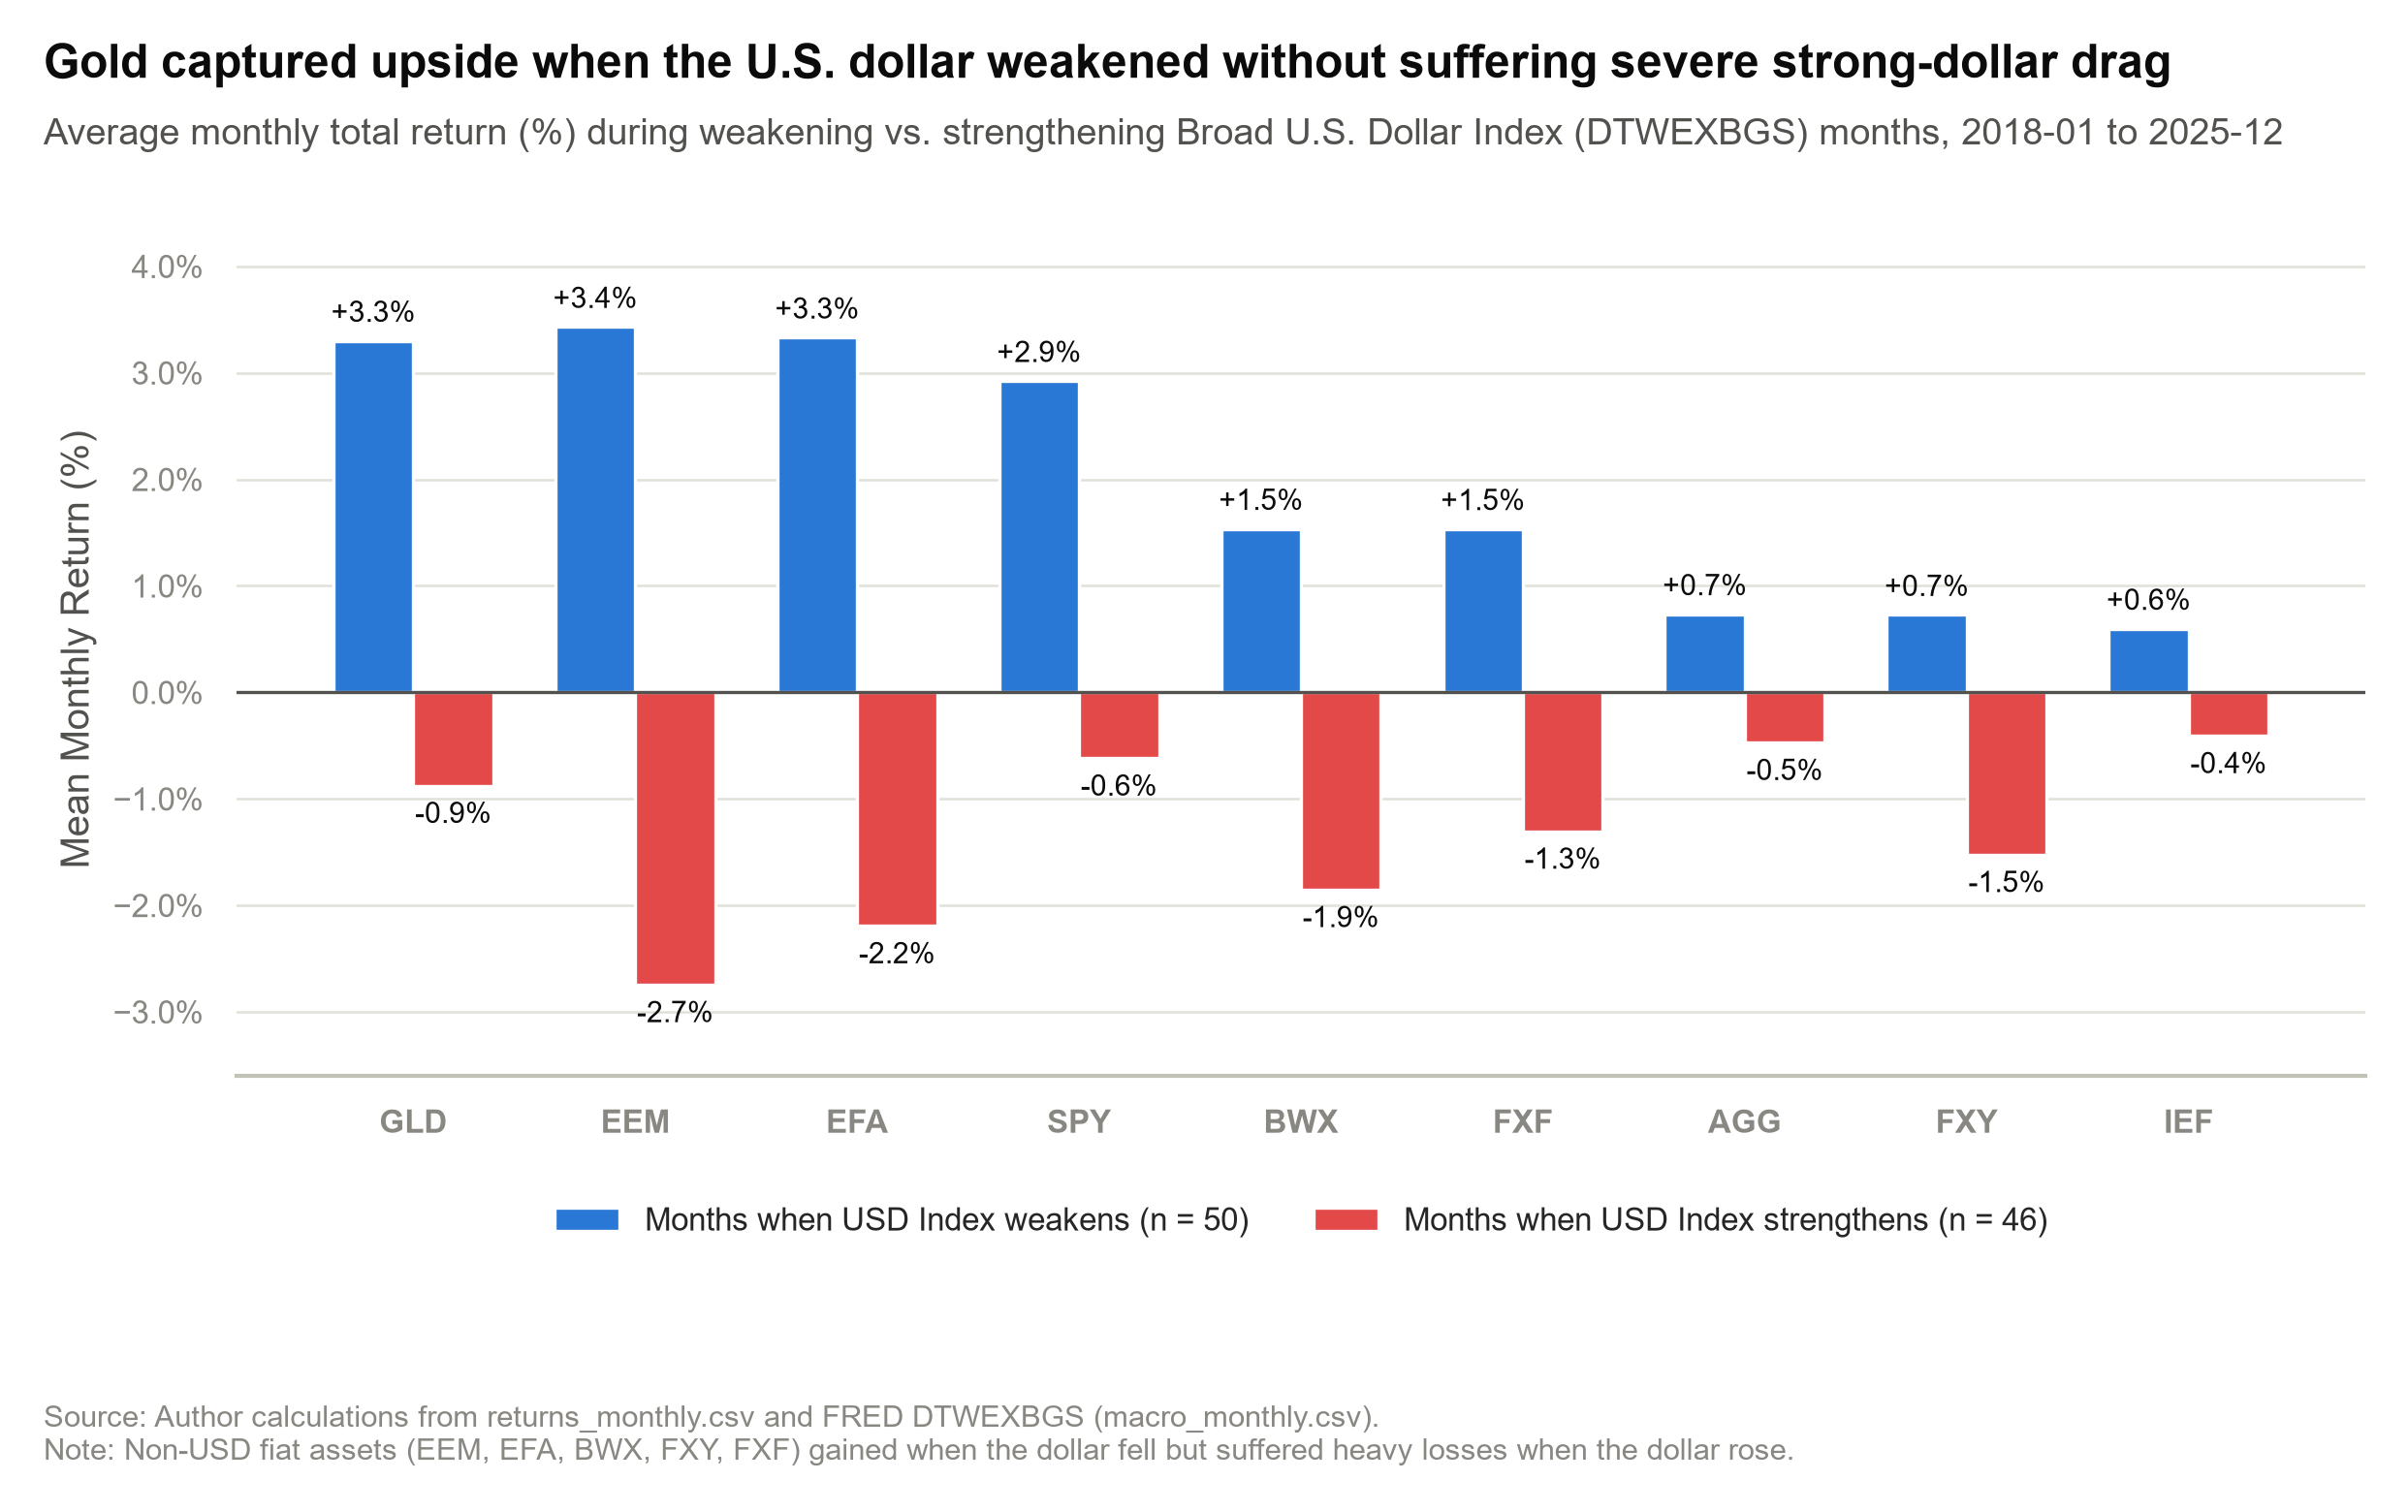 Gold captured upside when the U.S. dollar weakened without suffering severe strong-dollar drag
Average monthly total return (%) during weakening vs. strengthening Broad U.S. Dollar Index (DTWEXBGS) months, 2018-01 to 2025-12
Mean Monthly Return (%)
4.0%
3.0%
2.0%
1.0%
0.0%
−1.0%
−2.0%
−3.0%
+3.3%
+3.4%
+3.3%
+2.9%
+1.5%
+1.5%
+0.7%
+0.7%
+0.6%
-0.9%
-2.7%
-2.2%
-0.6%
-1.9%
-1.3%
-0.5%
-1.5%
-0.4%
GLD
EEM
EFA
SPY
BWX
FXF
AGG
FXY
IEF
Months when USD Index weakens (n = 50)
Months when USD Index strengthens (n = 46)
Source: Author calculations from returns_monthly.csv and FRED DTWEXBGS (macro_monthly.csv).
Note: Non-USD fiat assets (EEM, EFA, BWX, FXY, FXF) gained when the dollar fell but suffered heavy losses when the dollar rose.